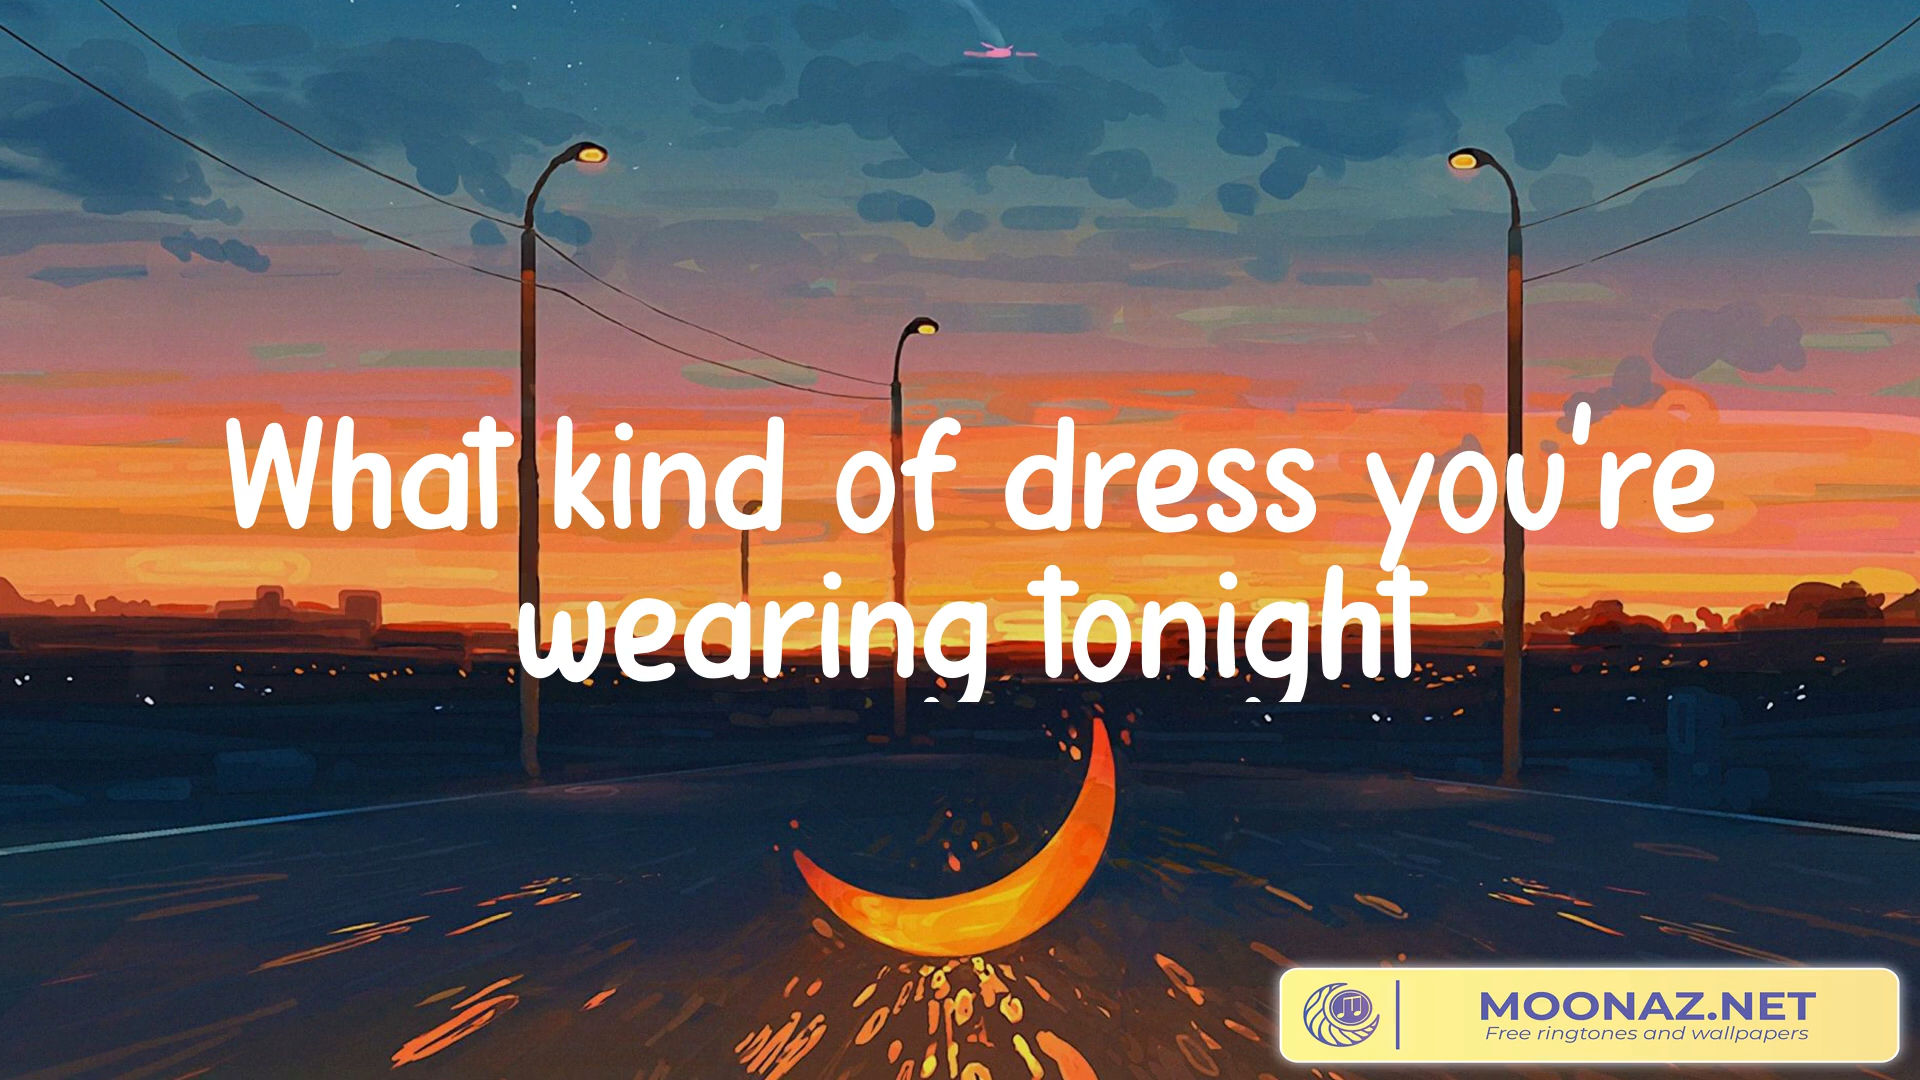 What kind of dress you're
wearing tonight
MOONAZ.NET
Free ringtones and wallpapers